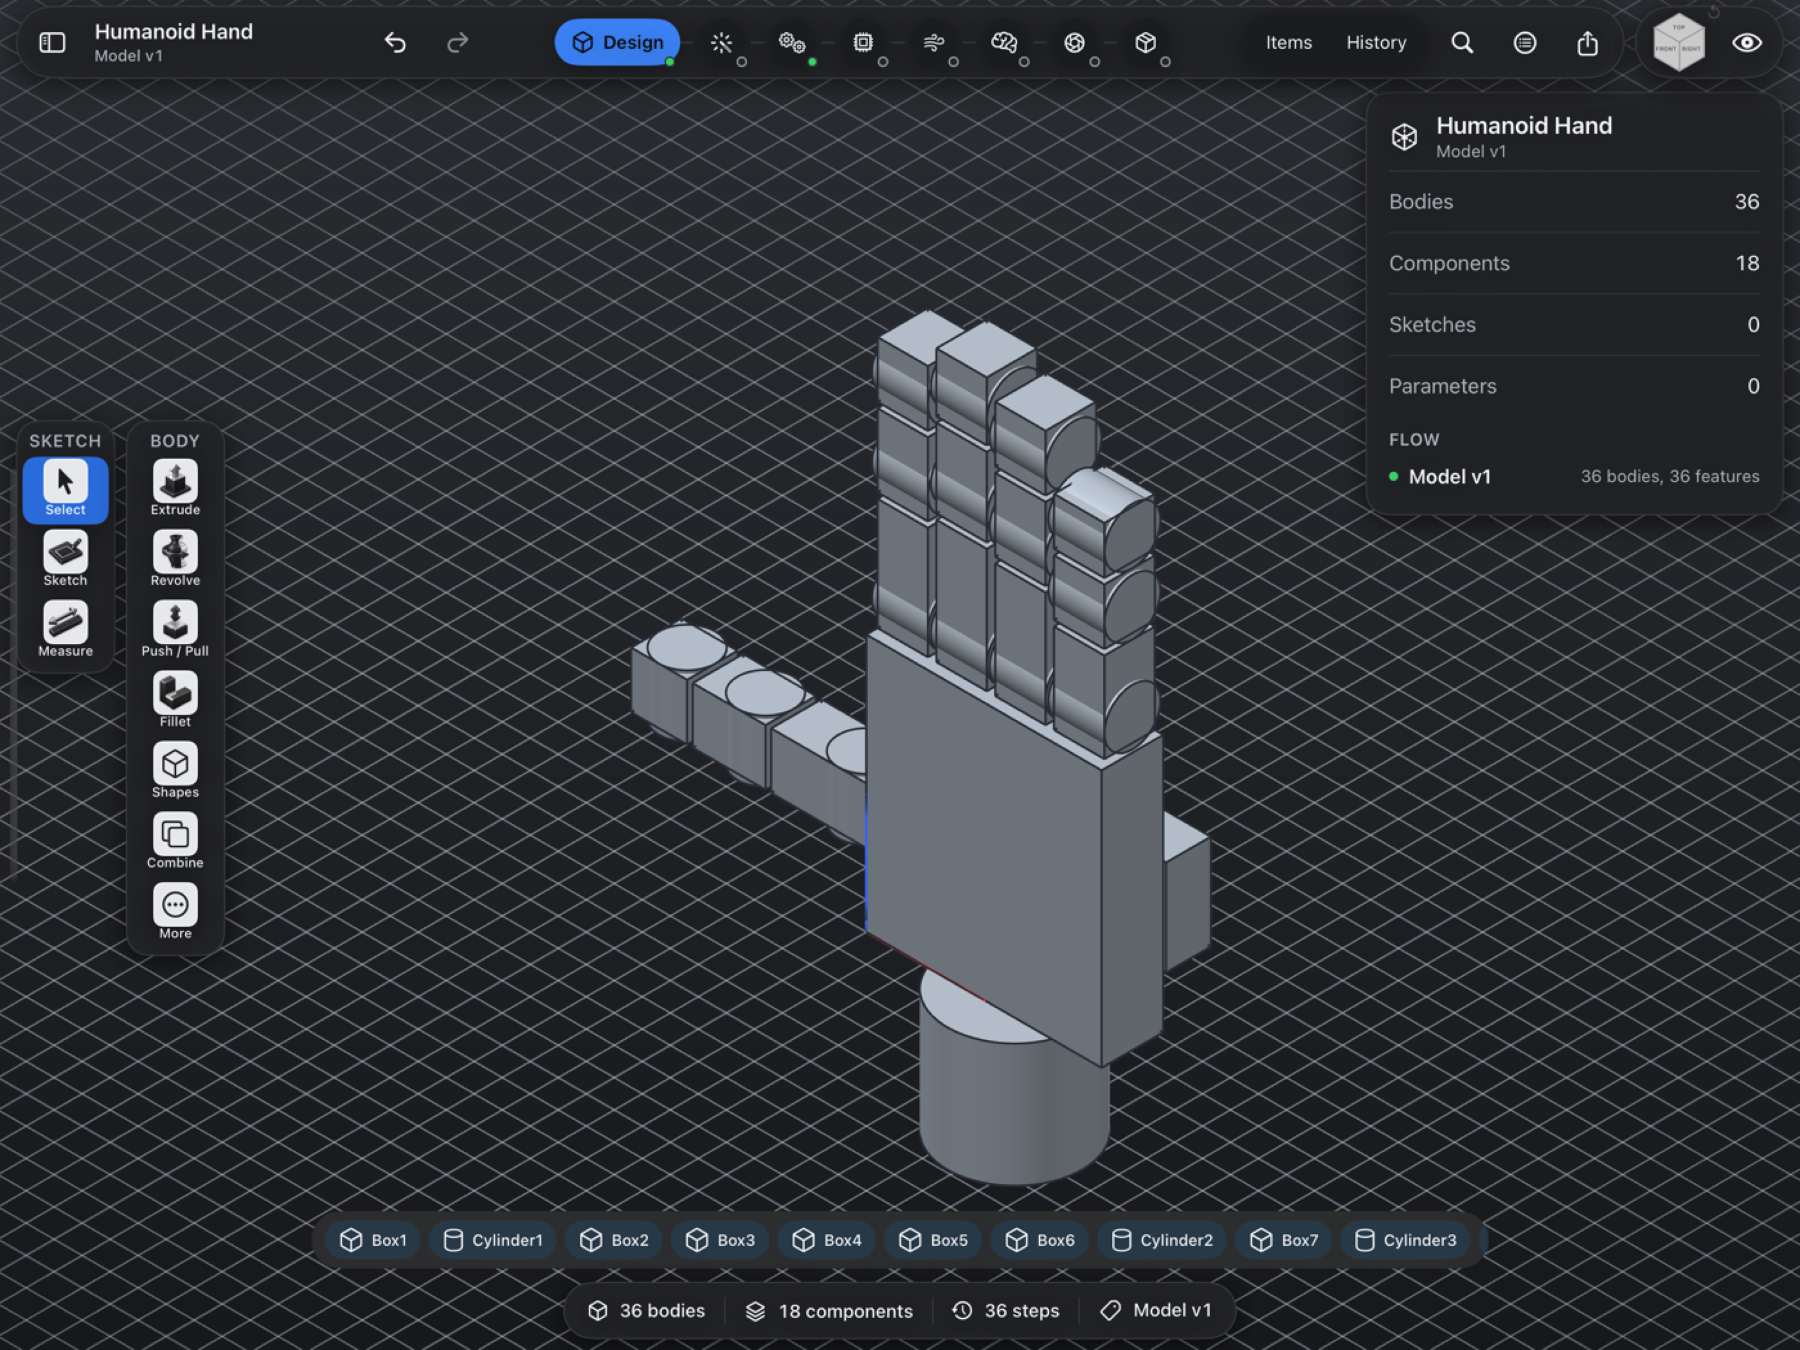 Humanoid Hand
Model v1
Design
Items
History
TOP
FRONT
RIGHT
Humanoid Hand
Model v1
Bodies 36
Components 18
Sketches 0
Parameters 0
FLOW
Model v1 36 bodies, 36 features
SKETCH
Select
Sketch
Measure
BODY
Extrude
Revolve
Push / Pull
Fillet
Shapes
Combine
More
Box1 Cylinder1 Box2 Box3 Box4 Box5 Box6 Cylinder2 Box7 Cylinder3
36 bodies 18 components 36 steps Model v1